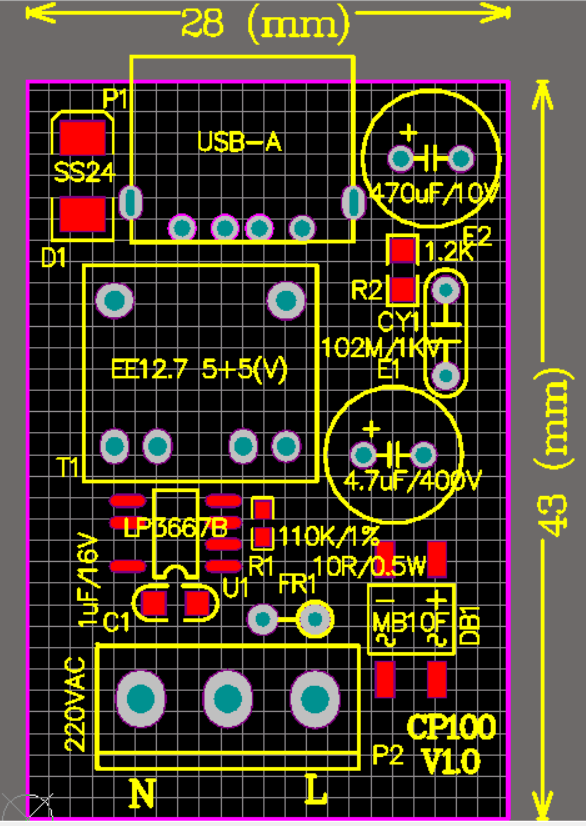 28 (mm)
P1
USB-A
SS24
470uF/10V
E2
D1
1.2K
R2
CY1
102M/1KV
EE12.7 5+5(V)
E1
43 (mm)
T1
4.7uF/400V
LP3667B
110K/1%
1uF/16V
R1
10R/0.5W
U1
FR1
C1
MB10F
DB1
220VAC
CP100
P2
V1.0
N
L